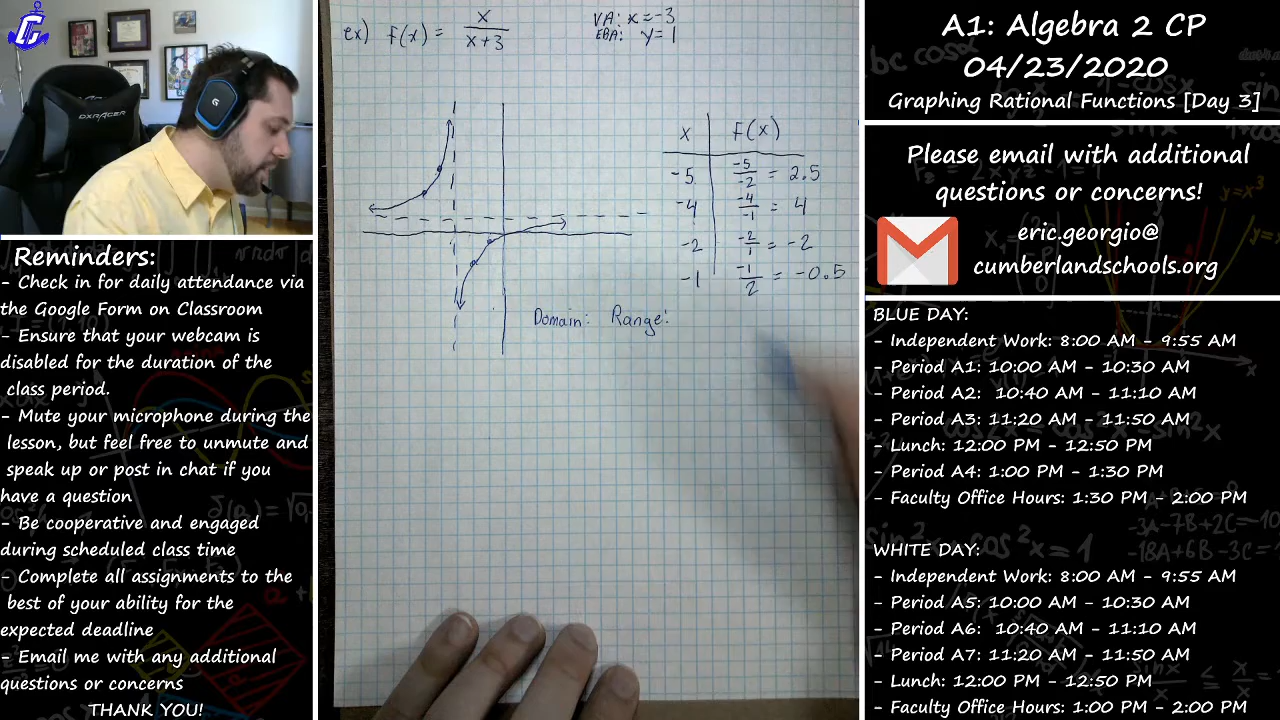 ex) F(x) = x / x+3
VA: x = -3
EBA: y = 1
x F(x)
-5 -5/-2 = 2.5
-4 -4/-1 = 4
-2 -2/1 = -2
-1 -1/2 = -0.5
Domain: Range:
Reminders:
- Check in for daily attendance via
the Google Form on Classroom
- Ensure that your webcam is
disabled for the duration of the
class period.
- Mute your microphone during the
lesson, but feel free to unmute and
speak up or post in chat if you
have a question
- Be cooperative and engaged
during scheduled class time
- Complete all assignments to the
best of your ability for the
expected deadline
- Email me with any additional
questions or concerns
THANK YOU!
A1: Algebra 2 CP
04/23/2020
Graphing Rational Functions [Day 3]
Please email with additional
questions or concerns!
eric.georgio@
cumberlandschools.org
BLUE DAY:
- Independent Work: 8:00 AM - 9:55 AM
- Period A1: 10:00 AM - 10:30 AM
- Period A2: 10:40 AM - 11:10 AM
- Period A3: 11:20 AM - 11:50 AM
- Lunch: 12:00 PM - 12:50 PM
- Period A4: 1:00 PM - 1:30 PM
- Faculty Office Hours: 1:30 PM - 2:00 PM
WHITE DAY:
- Independent Work: 8:00 AM - 9:55 AM
- Period A5: 10:00 AM - 10:30 AM
- Period A6: 10:40 AM - 11:10 AM
- Period A7: 11:20 AM - 11:50 AM
- Lunch: 12:00 PM - 12:50 PM
- Faculty Office Hours: 1:00 PM - 2:00 PM
DXRACER